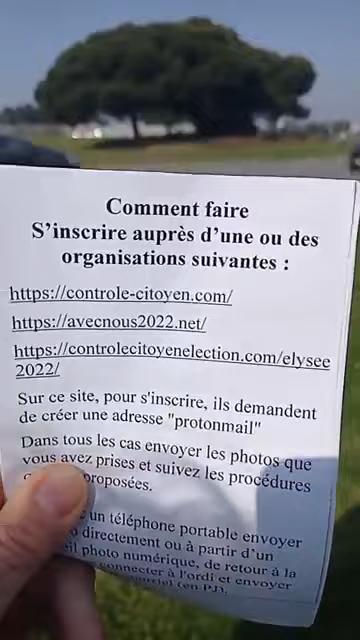 Comment faire
S'inscrire auprès d'une ou des
organisations suivantes :
https://controle-citoyen.com/
https://avecnous2022.net/
https://controlecitoyenelection.com/elysee
2022/
Sur ce site, pour s'inscrire, ils demandent
de créer une adresse "protonmail"
Dans tous les cas envoyer les photos que
vous avez prises et suivez les procédures
proposées.
un téléphone portable envoyer
directement ou à partir d'un
photo numérique, de retour à la
connecter à l'ordi et envoyer